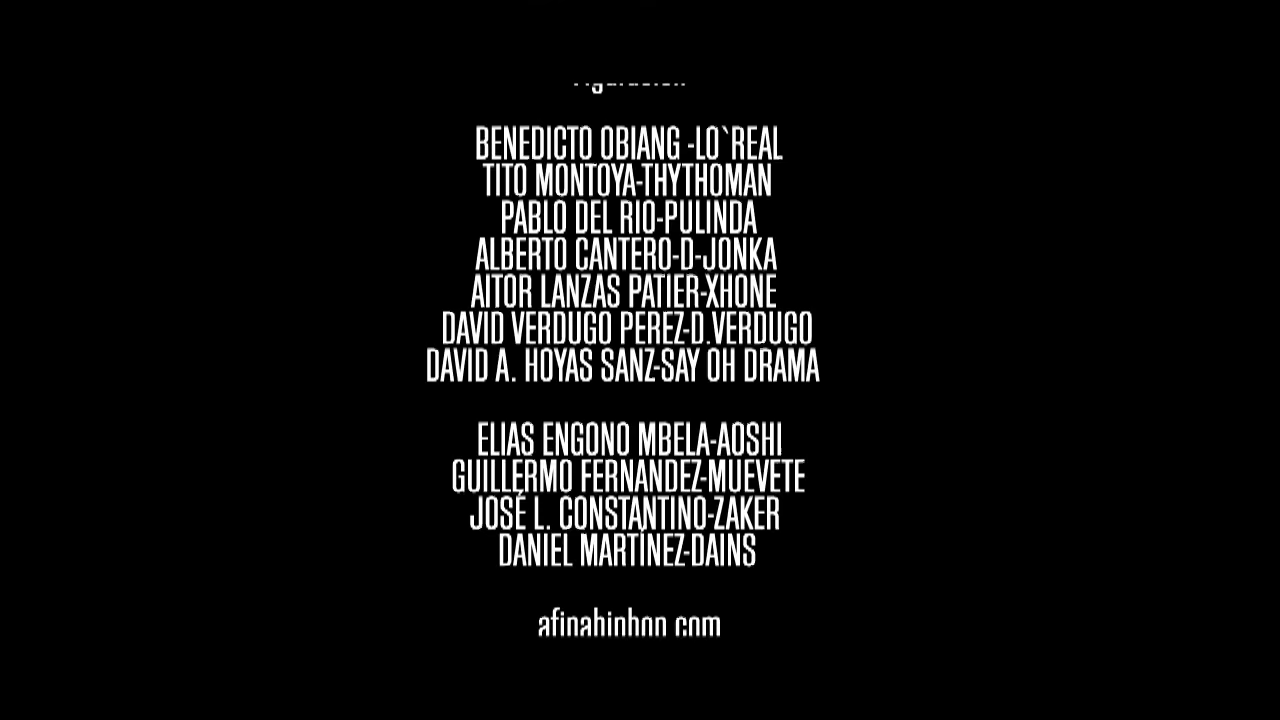 BENEDICTO OBIANG -LO`REAL
TITO MONTOYA-THYTHOMAN
PABLO DEL RIO-PULINDA
ALBERTO CANTERO-D-JONKA
AITOR LANZAS PATIER-XHONE
DAVID VERDUGO PEREZ-D.VERDUGO
DAVID A. HOYAS SANZ-SAY OH DRAMA
ELIAS ENGONO MBELA-AOSHI
GUILLERMO FERNANDEZ-MUEVETE
JOSÉ L. CONSTANTINO-ZAKER
DANIEL MARTÍNEZ-DAINS